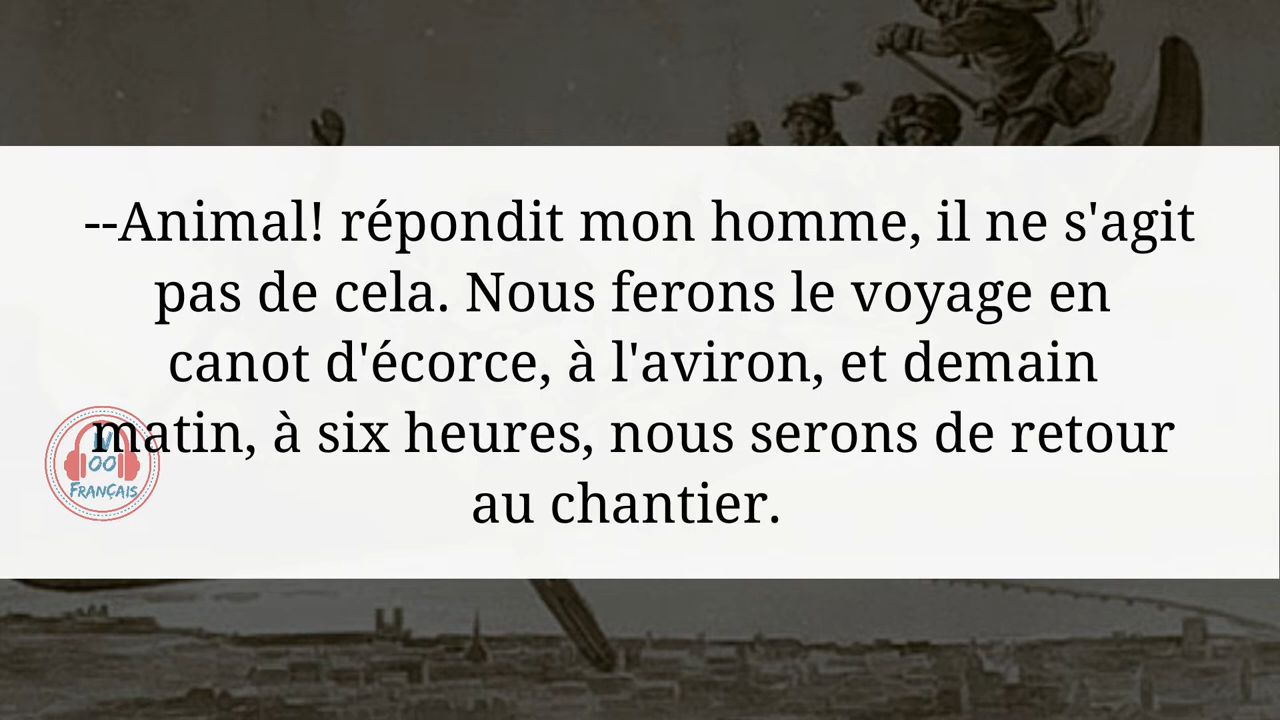 --Animal! répondit mon homme, il ne s'agit
pas de cela. Nous ferons le voyage en
canot d'écorce, à l'aviron, et demain
matin, à six heures, nous serons de retour
au chantier.
Français